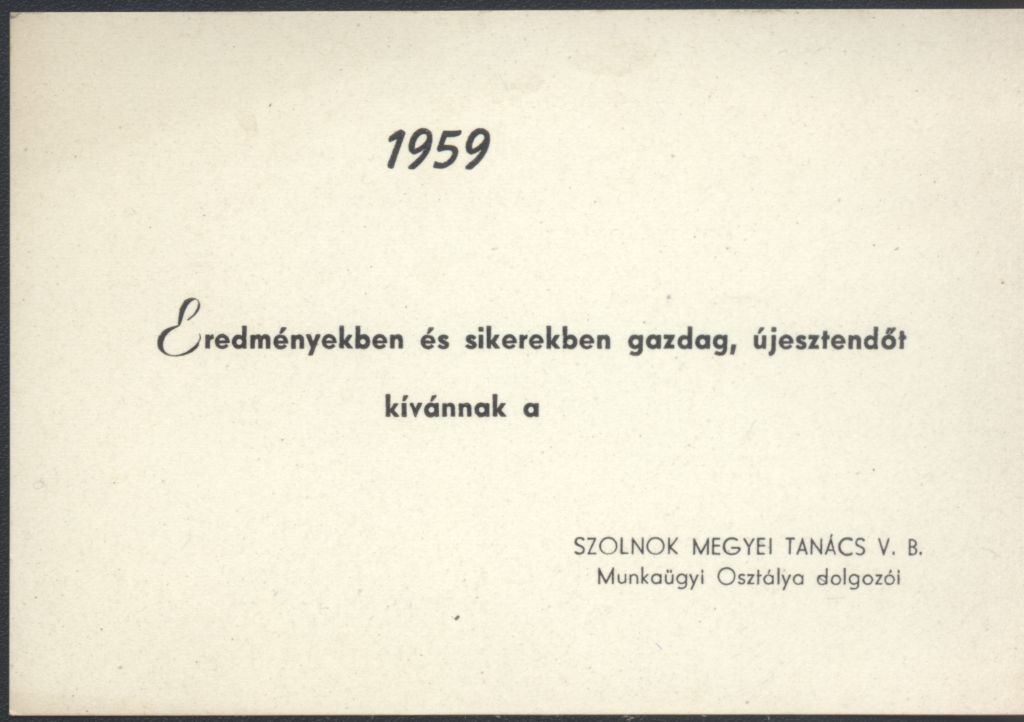 1959
Eredményekben és sikerekben gazdag, újesztendőt
kívánnak a
SZOLNOK MEGYEI TANÁCS V. B.
Munkaügyi Osztálya dolgozói